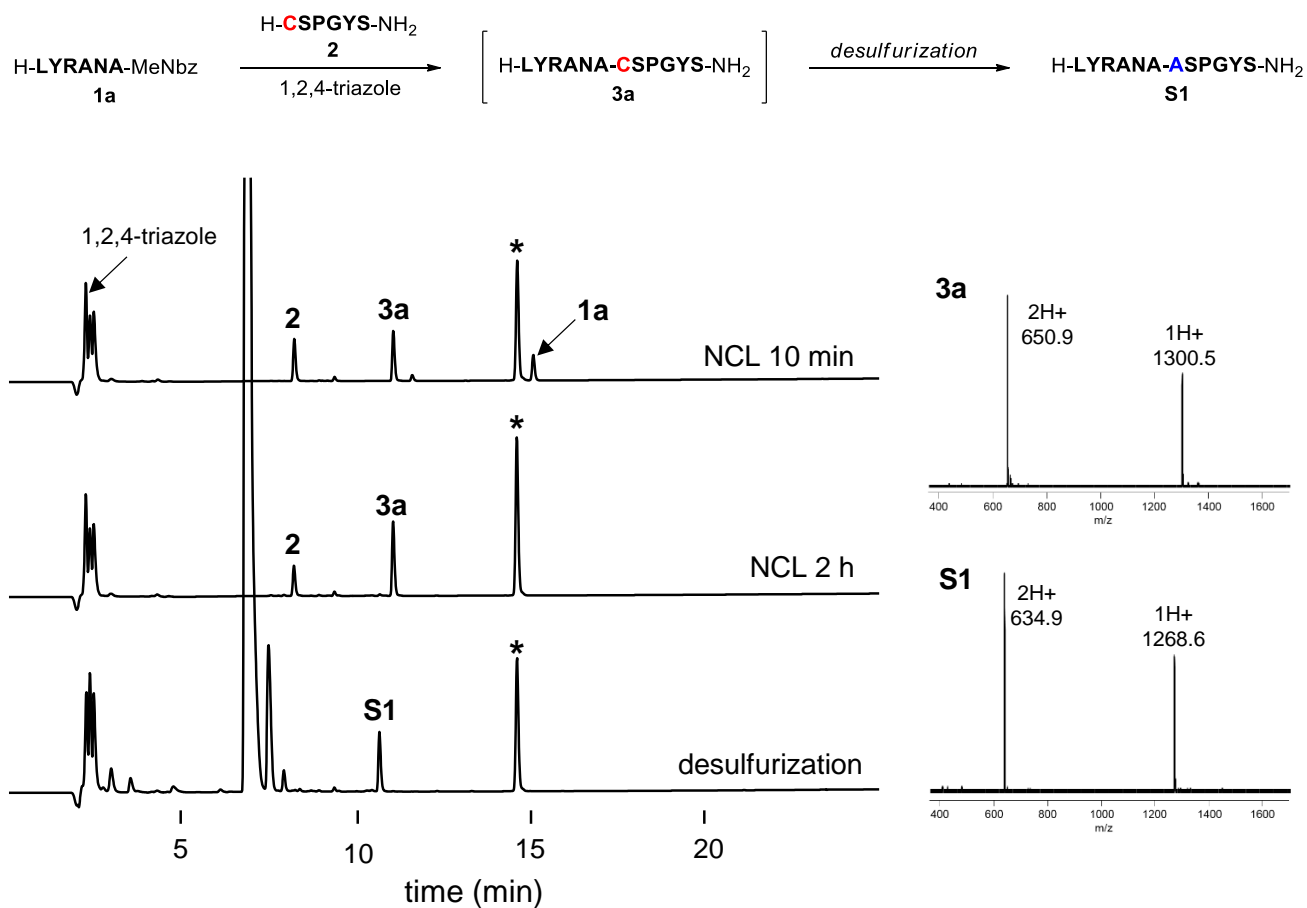 H-CSPGYS-NH2
2
H-LYRANA-MeNbz
1a
1,2,4-triazole
[H-LYRANA-CSPGYS-NH2]
3a
desulfurization
H-LYRANA-ASPGYS-NH2
S1
1,2,4-triazole
2
3a
*
1a
NCL 10 min
2
3a
*
NCL 2 h
S1
*
desulfurization
5 10 15 20
time (min)
3a
2H+
650.9
1H+
1300.5
400 600 800 1000 1200 1400 1600
m/z
S1
2H+
634.9
1H+
1268.6
400 600 800 1000 1200 1400 1600
m/z